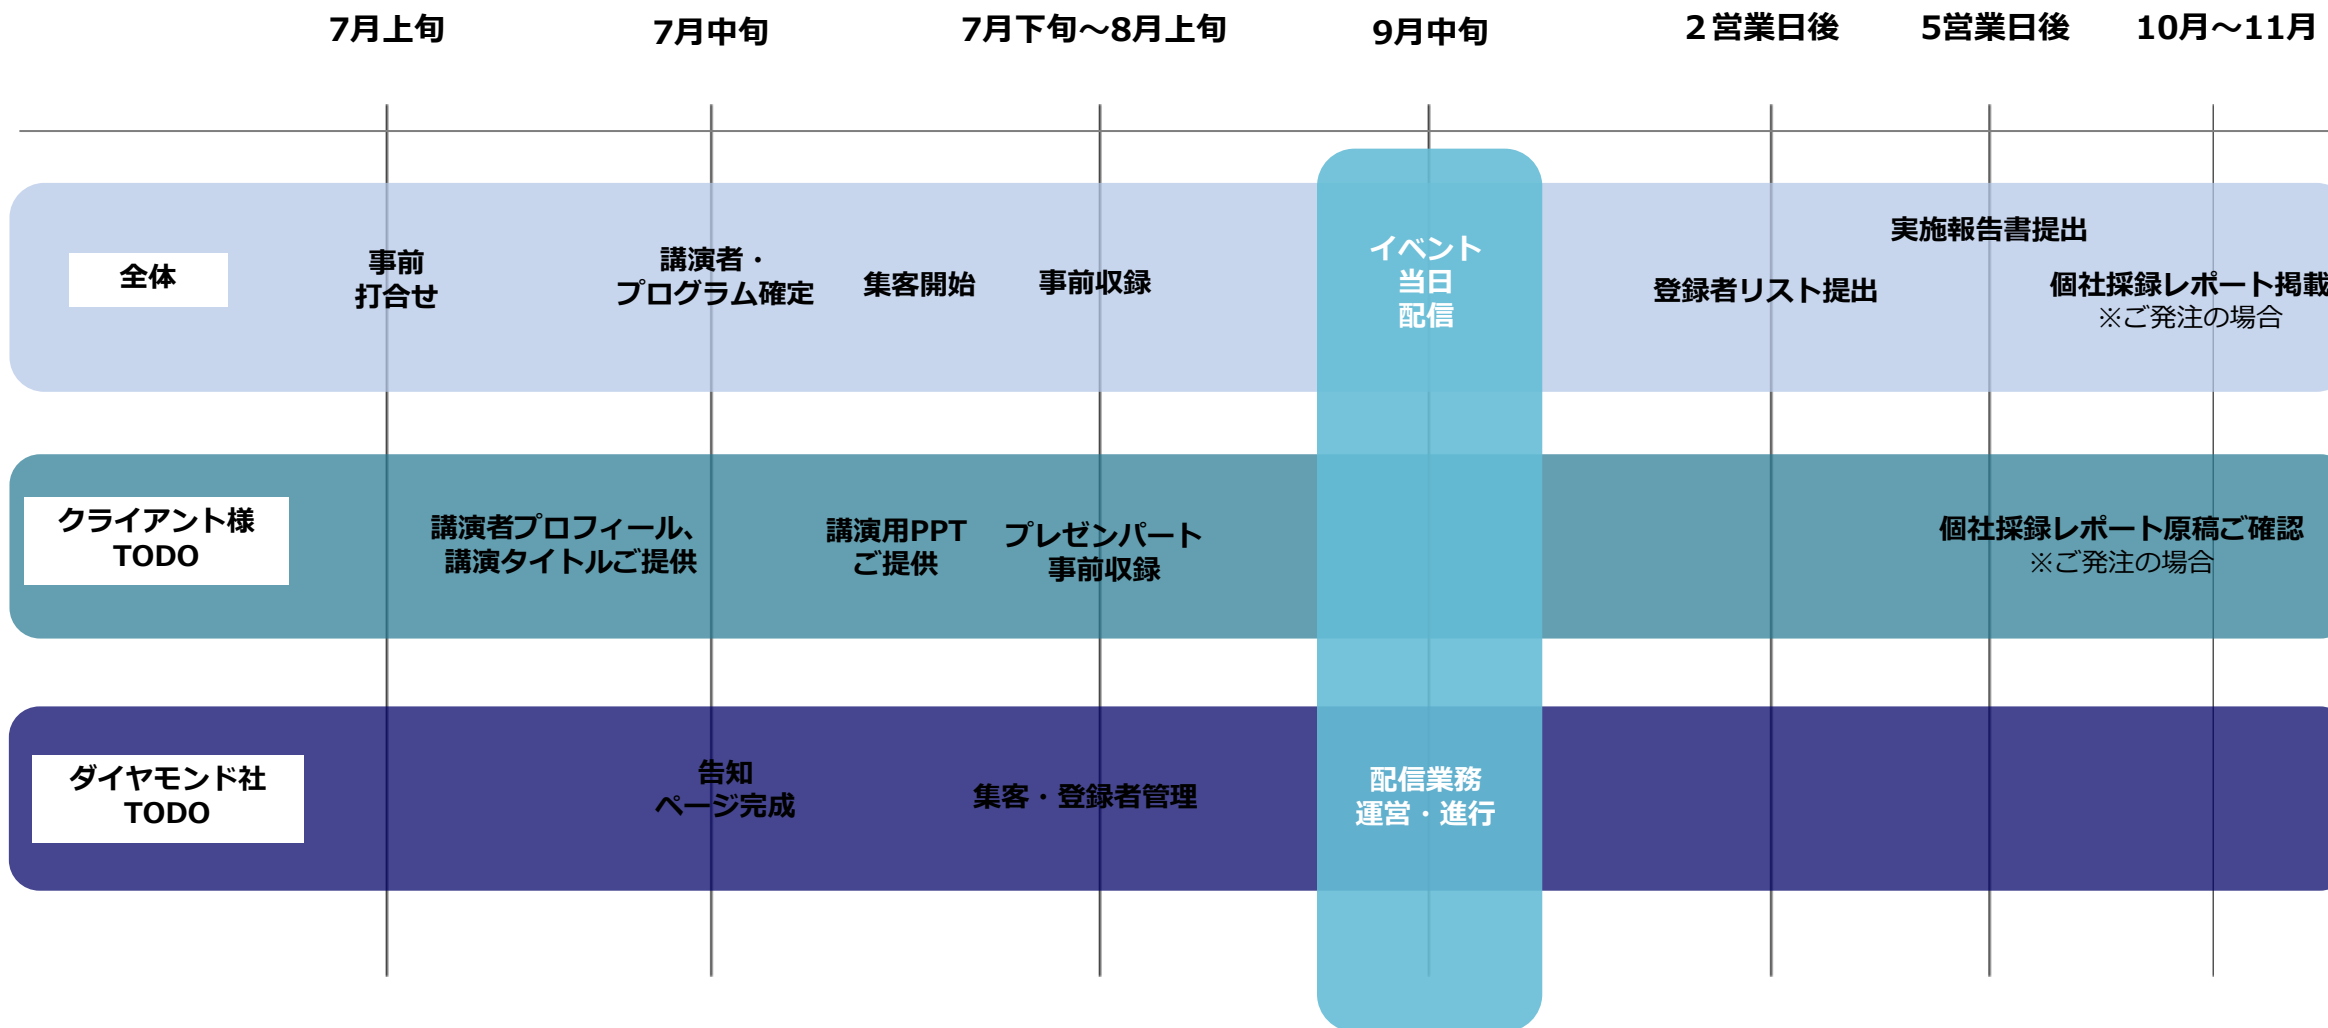 7月上旬
7月中旬
7月下旬～8月上旬
9月中旬
２営業日後
5営業日後
10月～11月
全体
事前
打合せ
講演者・
プログラム確定
集客開始
事前収録
イベント
当日
配信
登録者リスト提出
実施報告書提出
個社採録レポート掲載
※ご発注の場合
クライアント様
TODO
講演者プロフィール、
講演タイトルご提供
講演用PPT
ご提供
プレゼンパート
事前収録
個社採録レポート原稿ご確認
※ご発注の場合
ダイヤモンド社
TODO
告知
ページ完成
集客・登録者管理
配信業務
運営・進行